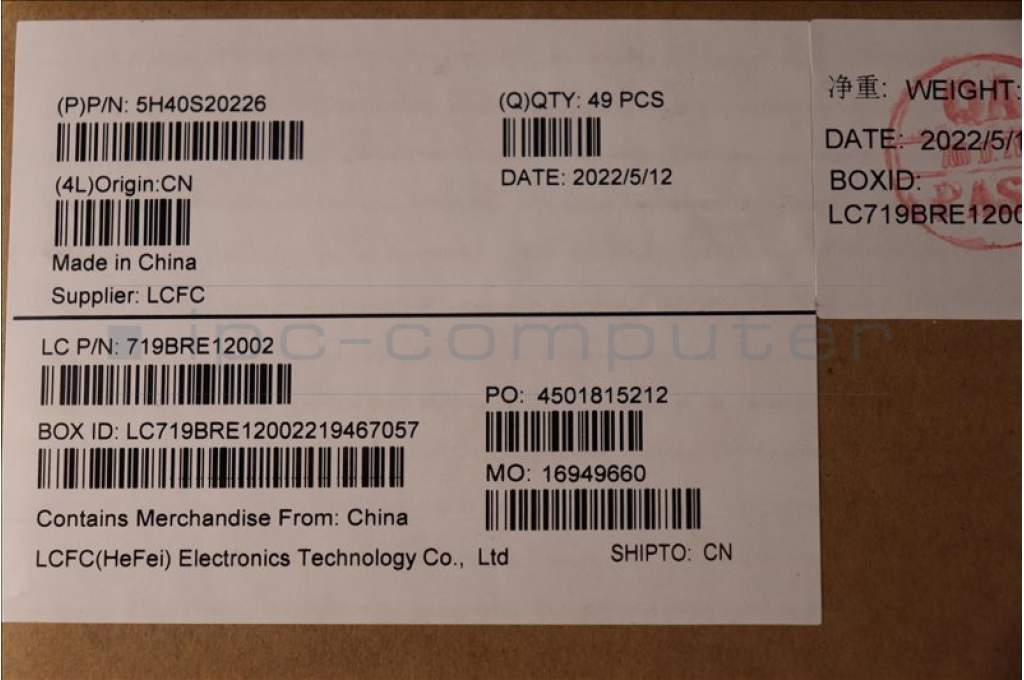 (P)P/N: 5H40S20226
(Q)QTY: 49 PCS
(4L)Origin:CN
DATE: 2022/5/12
Made in China
Supplier: LCFC
净重: WEIGHT:
DATE: 2022/5/1
BOXID:
LC719BRE1200
QA
PAS
ipc-computer
LC P/N: 719BRE12002
PO: 4501815212
BOX ID: LC719BRE12002219467057
MO: 16949660
Contains Merchandise From: China
LCFC(HeFei) Electronics Technology Co., Ltd
SHIPTO: CN